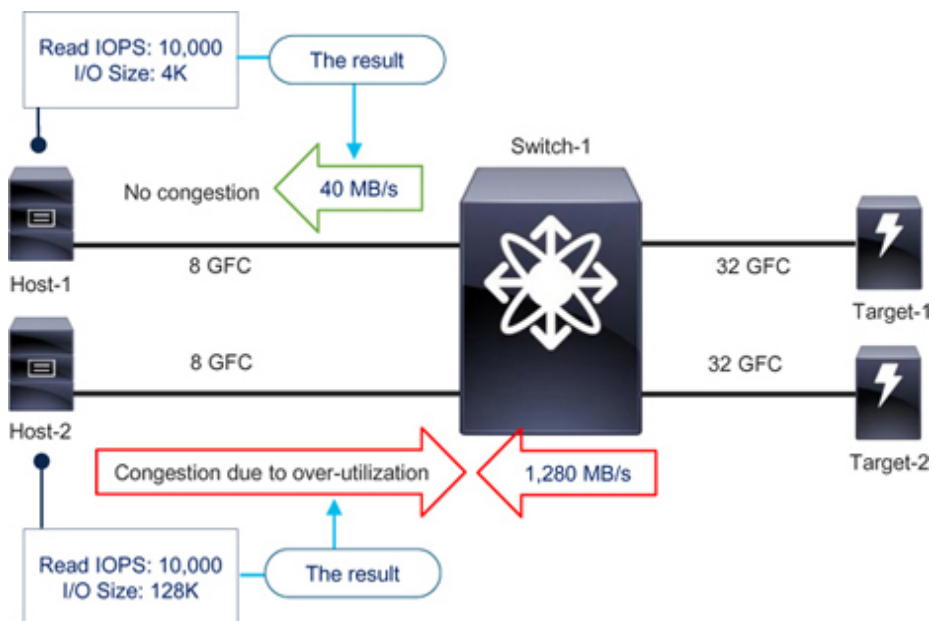 Read IOPS: 10,000
I/O Size: 4K
The result
Switch-1
No congestion
40 MB/s
8 GFC
32 GFC
Host-1
Target-1
8 GFC
32 GFC
Host-2
Target-2
Congestion due to over-utilization
1,280 MB/s
Read IOPS: 10,000
I/O Size: 128K
The result